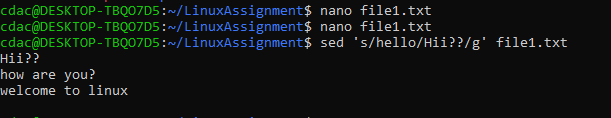 cdac@DESKTOP-TBQO7D5:~/LinuxAssignment$ nano file1.txt
cdac@DESKTOP-TBQO7D5:~/LinuxAssignment$ nano file1.txt
cdac@DESKTOP-TBQO7D5:~/LinuxAssignment$ sed 's/hello/Hii??/g' file1.txt
Hii??
how are you?
welcome to linux